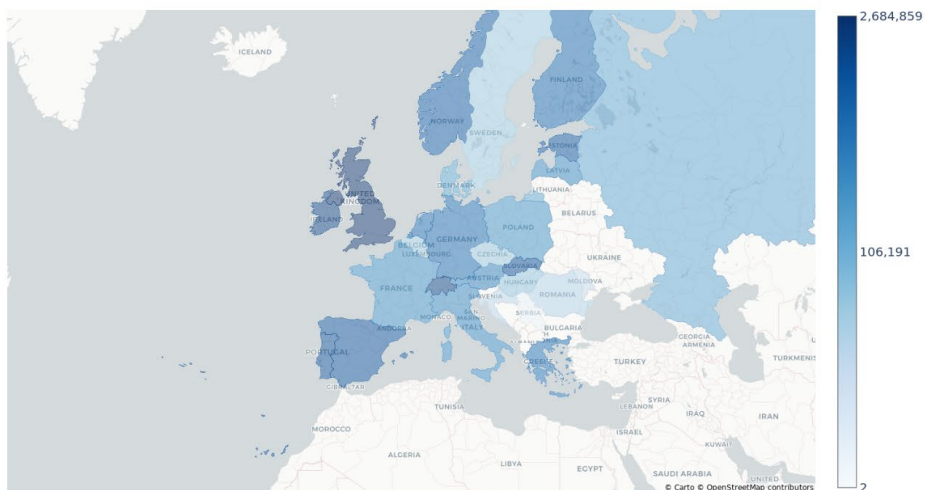 2,684,859
ICELAND
FINLAND
NORWAY
SWEDEN
ESTONIA
LATVIA
DENMARK
LITHUANIA
UNITED
KINGDOM
BELARUS
IRELAND
POLAND
GERMANY
BELGIUM
LUXEMBOURG
CZECHIA
UKRAINE
106,191
SLOVAKIA
AUSTRIA
HUNGARY
MOLDOVA
FRANCE
SLOVENIA
ROMANIA
SAN
MARINO
MONACO
SERBIA
ITALY
ANDORRA
BULGARIA
GEORGIA
ARMENIA
PORTUGAL
GREECE
TURKEY
TURKMENIS
GIBRALTAR
TUNISIA
SYRIA
LEBANON
IRAQ
IRAN
MOROCCO
ISRAEL
KUWAIT
ALGERIA
LIBYA
EGYPT
SAUDI ARABIA
UNITED
© Carto © OpenStreetMap contributors
2